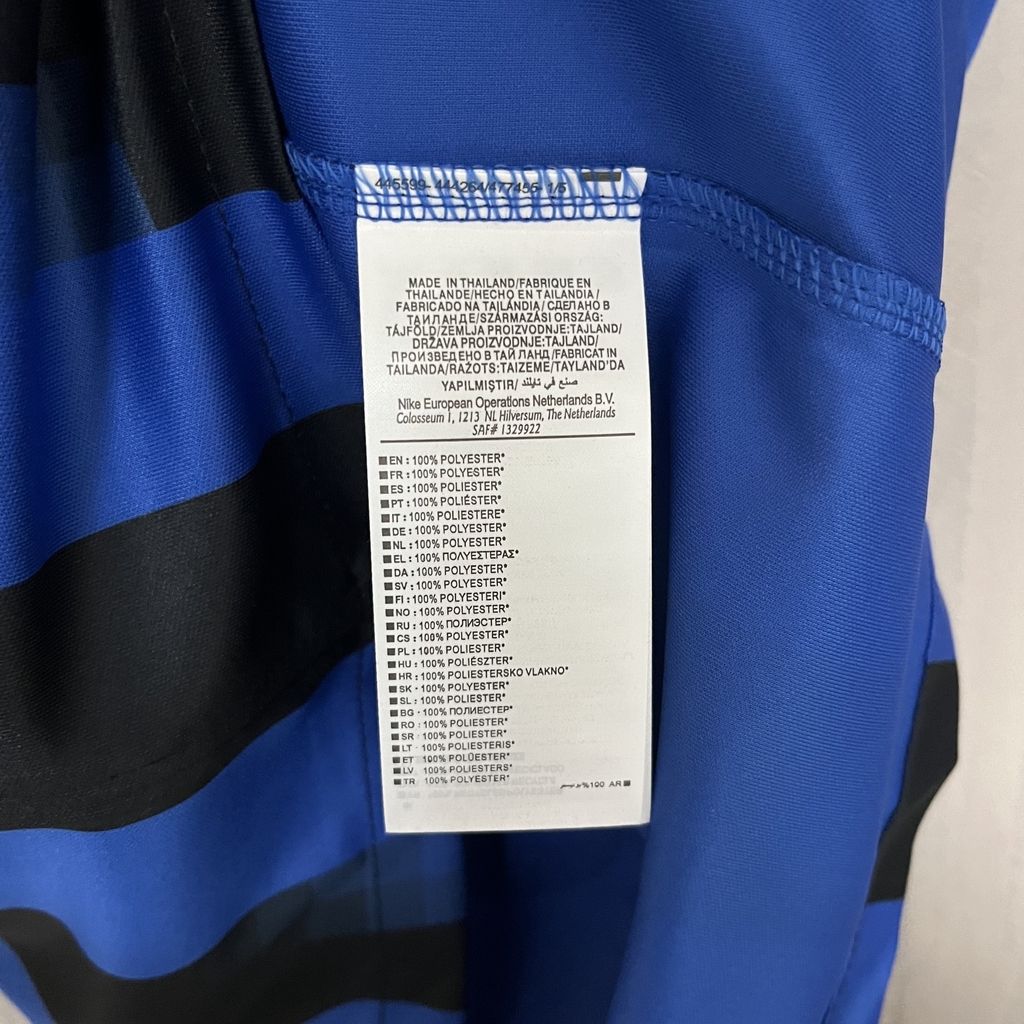 445599- 444264/477455- 1/5
MADE IN THAILAND/FABRIQUE EN
THAILANDE/HECHO EN TAILANDIA/
FABRICADO NA TAILÂNDIA/СДЕЛАНО В
ТАИЛАНДЕ/SZÁRMAZÁSI ORSZÁG:
TÁJFÖLD/ZEMLJA PROIZVODNJE:TAJLAND/
DRŽAVA PROIZVODNJE:TAJLAND/
ПРОИЗВЕДЕНО В ТАЙЛАНД/FABRICAT IN
TAILANDA/RAŽOTS:TAIZEME/TAYLAND'DA
YAPILMIŞTIR/ صنع في تايلند
Nike European Operations Netherlands B.V.
Colosseum 1, 1213 NL Hilversum, The Netherlands
SAF# 1329922
EN : 100% POLYESTER*
FR : 100% POLYESTER*
ES : 100% POLYESTER*
PT : 100% POLIÉSTER*
IT : 100% POLIESTERE*
DE : 100% POLYESTER*
NL : 100% POLYESTER*
EL : 100% ΠΟΛΥΕΣΤΕΡΑΣ*
DA : 100% POLYESTER*
SV : 100% POLYESTER*
FI : 100% POLYESTERI*
NO : 100% POLYESTER*
RU : 100% ПОЛИЭСТЕР*
CS : 100% POLYESTER*
PL : 100% POLIESTER*
HU : 100% POLIÉSZTER*
HR : 100% POLIESTERSKO VLAKNO*
SK - 100% POLYESTER*
SL : 100% POLIESTER*
BG - 100% ПОЛИЕСТЕР*
RO : 100% POLIESTER*
SR : 100% POLIESTER*
LT - 100% POLIESTERIS*
ET 100% POLÜESTER*
LV 100% POLIESTERS*
TR : 100% POLYESTER*
%100 AR